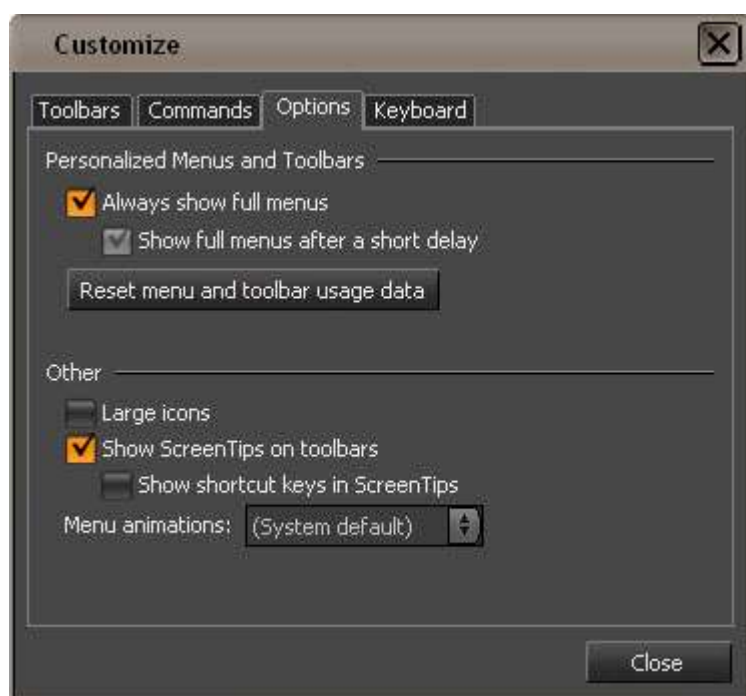 Customize
Toolbars Commands Options Keyboard
Personalized Menus and Toolbars
Always show full menus
Show full menus after a short delay
Reset menu and toolbar usage data
Other
Large icons
Show ScreenTips on toolbars
Show shortcut keys in ScreenTips
Menu animations: (System default)
Close